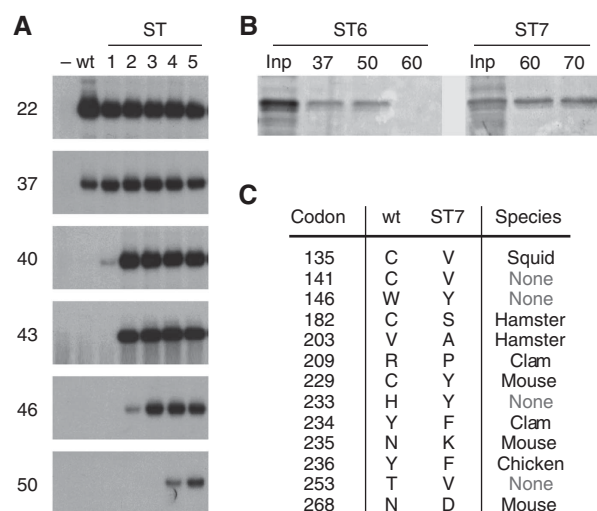 A
ST
– wt 1 2 3 4 5
22
37
40
43
46
50
B
ST6 ST7
Inp 37 50 60 Inp 60 70
C
Codon wt ST7 Species
135 C V Squid
141 C V None
146 W Y None
182 C S Hamster
203 V A Hamster
209 R P Clam
229 C Y Mouse
233 H Y None
234 Y F Clam
235 N K Mouse
236 Y F Chicken
253 T V None
268 N D Mouse